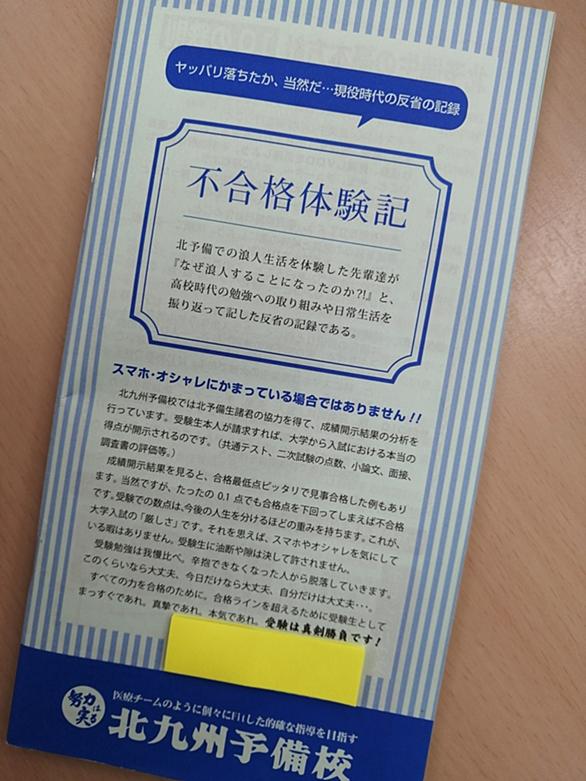 ヤッパリ落ちたか、当然だ…現役時代の反省の記録
不合格体験記
北予備での浪人生活を体験した先輩達が
『なぜ浪人することになったのか?!』と、
高校時代の勉強への取り組みや日常生活を
振り返って記した反省の記録である。
スマホ・オシャレにかまっている場合ではありません!!
北九州予備校では北予備生諸君の協力を得て、成績開示結果の分析を
行っています。受験生本人が請求すれば、大学から入試における本当の
得点が開示されるのです。(共通テスト、二次試験の点数、小論文、面接、
調査書の評価等。)
成績開示結果を見ると、合格最低点ピッタリで見事合格した例もあり
ます。当然ですが、たったの 0.1 点でも合格点を下回ってしまえば不合格
です。受験での数点は、今後の人生を分けるほどの重みを持ちます。これが、
大学入試の「厳しさ」です。それを思えば、スマホやオシャレを気にして
いる暇はありません。受験生に油断や隙は決して許されません。
受験勉強は我慢比べ。辛抱できなくなった人から脱落していきます。
このくらいなら大丈夫、今日だけなら大丈夫、自分だけは大丈夫・・・。
すべての力を合格のために。合格ラインを超えるために受験生として
まっすぐであれ。真摯であれ。本気であれ。受験は真剣勝負です!
努力は実る
医療チームのように個々に目した的確な指導を目指す
北九州予備校